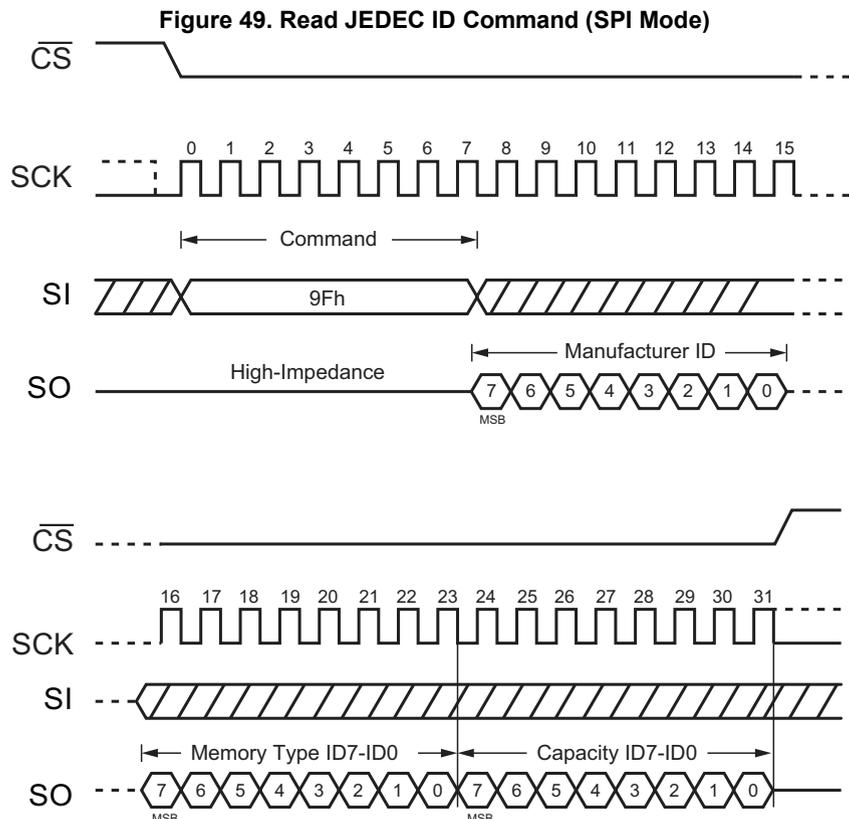 Figure 49. Read JEDEC ID Command (SPI Mode)
CS
0 1 2 3 4 5 6 7 8 9 10 11 12 13 14 15
SCK
Command
SI
9Fh
Manufacturer ID
High-Impedance
SO
7 6 5 4 3 2 1 0
MSB
CS
16 17 18 19 20 21 22 23 24 25 26 27 28 29 30 31
SCK
SI
Memory Type ID7-ID0 Capacity ID7-ID0
SO
7 6 5 4 3 2 1 0 7 6 5 4 3 2 1 0
MSB MSB